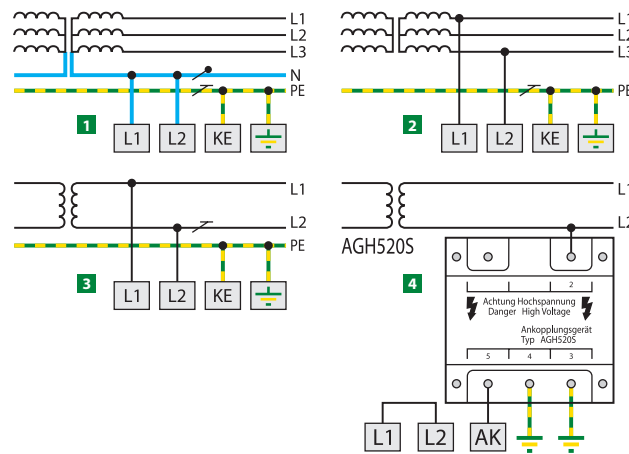 L1
L2
L3
N
PE
1
L1
L2
KE
L1
L2
L3
PE
2
L1
L2
KE
L1
L2
PE
3
L1
L2
KE
L1
L2
AGH520S
4
2
Achtung Hochspannung
Danger High Voltage
Ankopplungsgerät
Typ AGH520S
5 4 3
L1
L2
AK